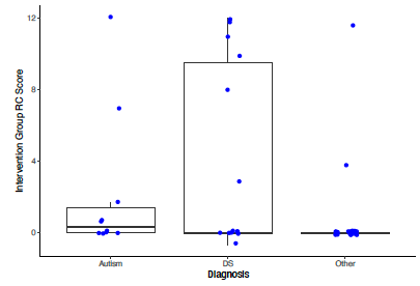 Intervention Group RC Score
12
8
4
0
Autism
DS
Other
Diagnosis